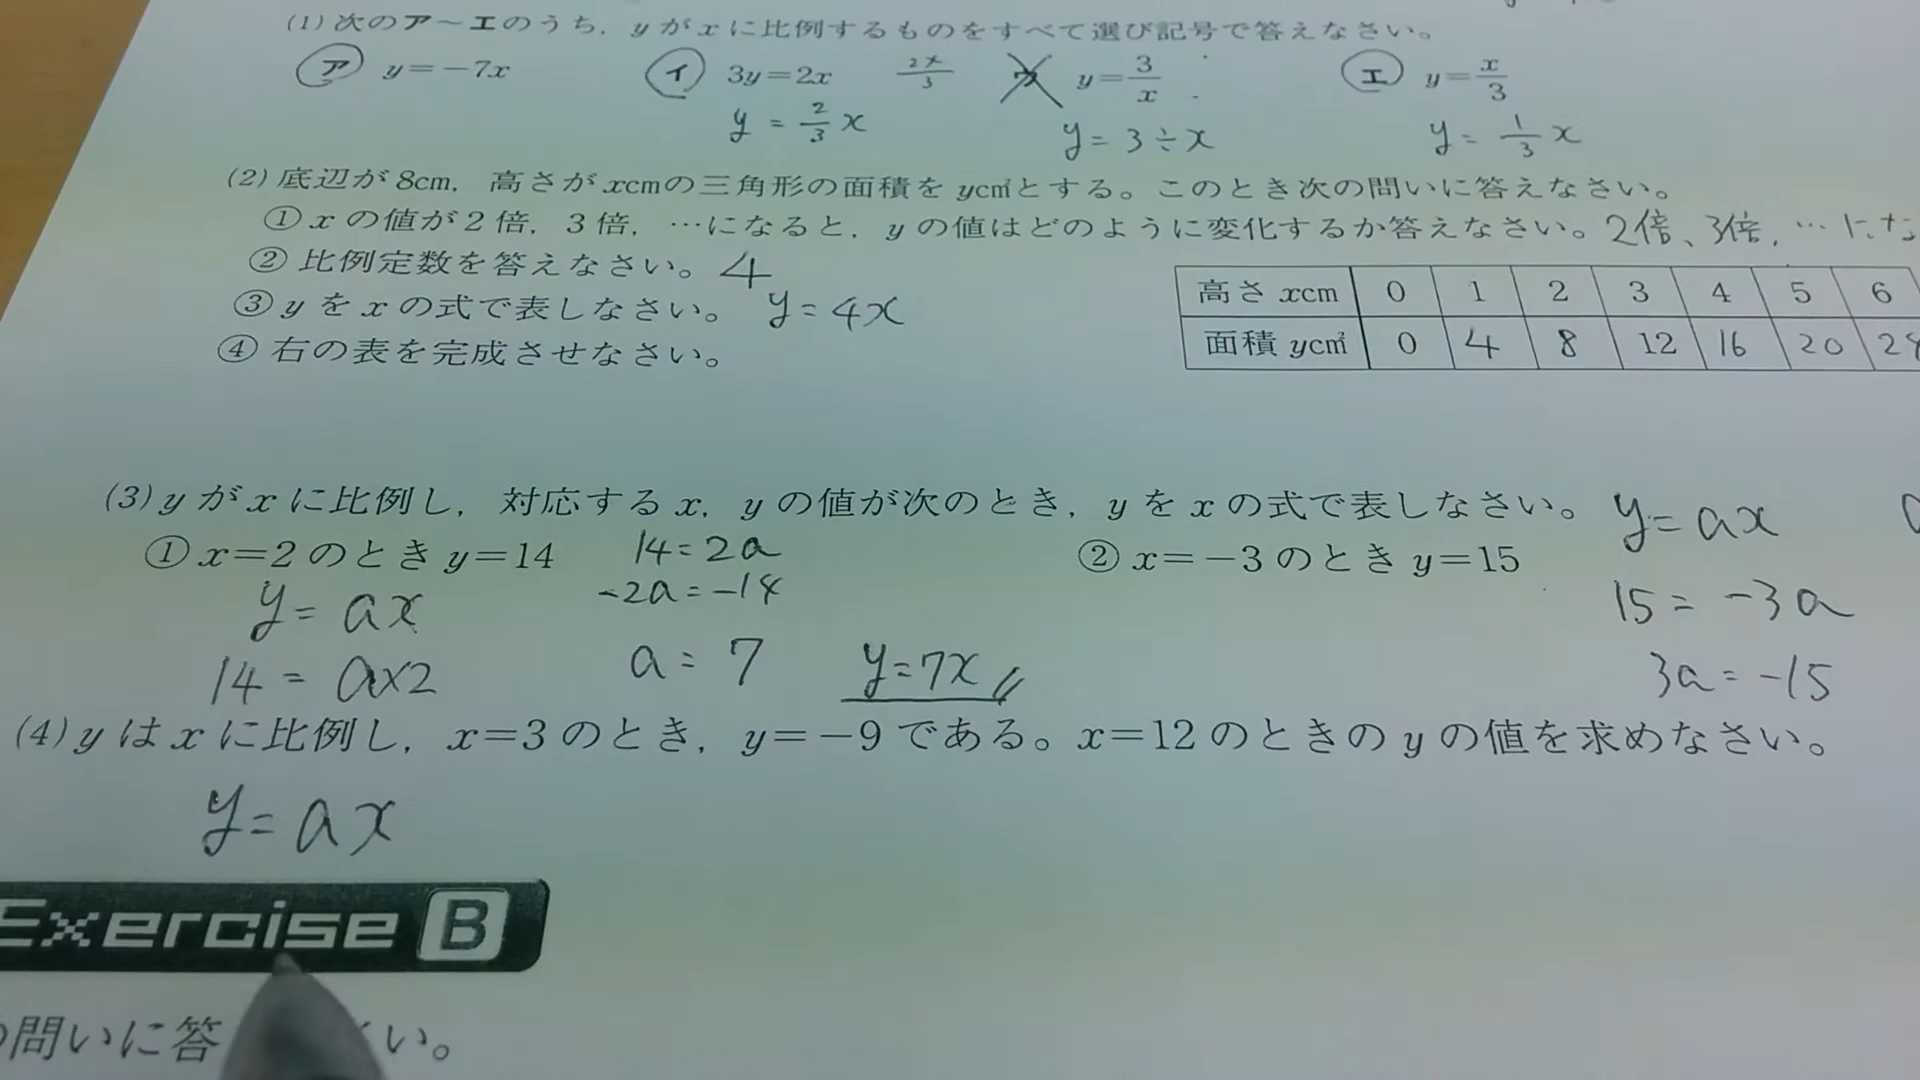 (1) 次のア～エのうち，yがxに比例するものをすべて選び記号で答えなさい。
ア y=-7x イ 3y=2x 2x/3 ウ y=3/x エ y=x/3
y=2/3x y=3÷x y=1/3x
(2) 底辺が8cm，高さがxcmの三角形の面積をycm²とする。このとき次の問いに答えなさい。
① xの値が2倍，3倍，…になると，yの値はどのように変化するか答えなさい。2倍、3倍，…にな
② 比例定数を答えなさい。4
③ yをxの式で表しなさい。y=4x
④ 右の表を完成させなさい。
高さ xcm 0 1 2 3 4 5 6
面積 ycm² 0 4 8 12 16 20 24
(3) yがxに比例し，対応するx，yの値が次のとき，yをxの式で表しなさい。
① x=2のときy=14
y=ax
14=a×2
14=2a
-2a=-14
a=7
y=7x
② x=-3のときy=15
y=ax
15=-3a
3a=-15
(4) yはxに比例し，x=3のとき，y=-9である。x=12のときのyの値を求めなさい。
y=ax
Exercise B
問いに答 い。